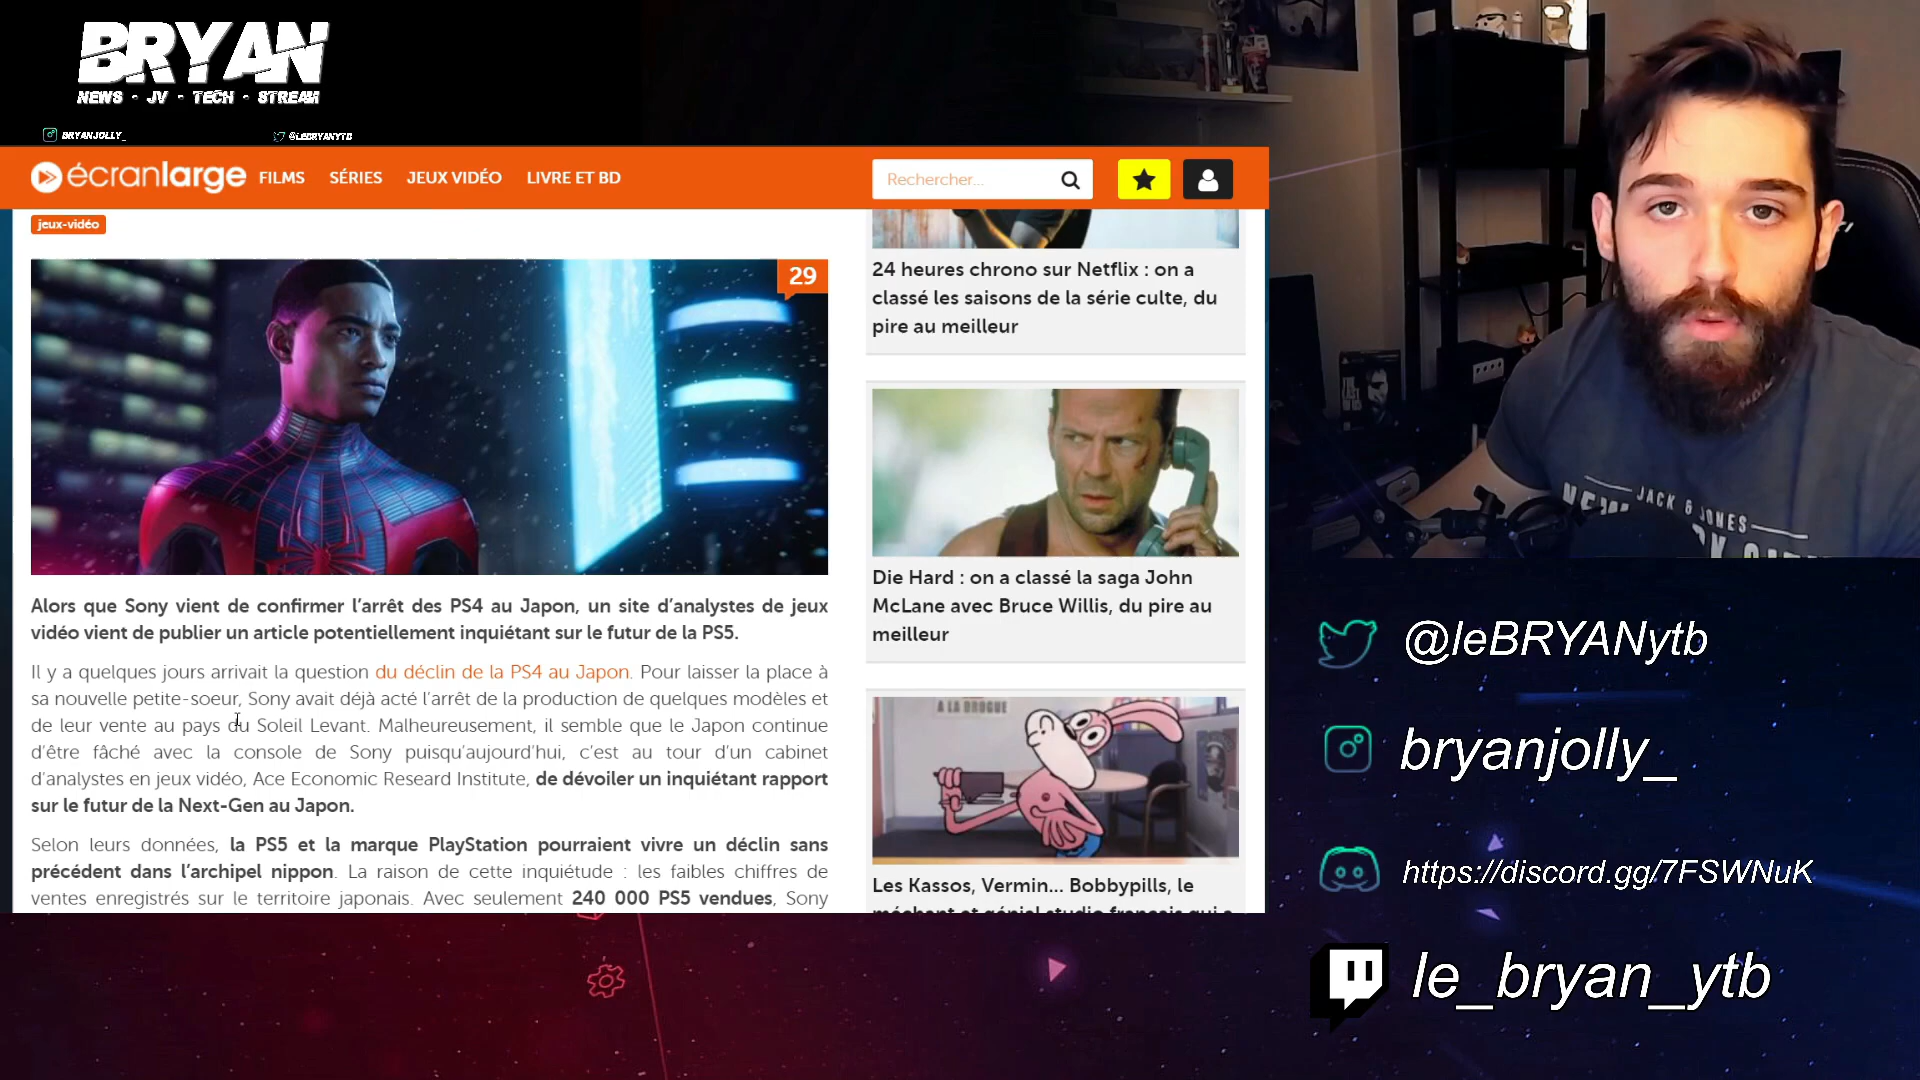 BRYAN
NEWS - JV - TECH - STREAM
BRYANJOLLY_
@LEBRYANYTB
écranlarge
FILMS
SÉRIES
JEUX VIDÉO
LIVRE ET BD
Rechercher...
jeux-vidéo
29
Alors que Sony vient de confirmer l'arrêt des PS4 au Japon, un site d'analystes de jeux
vidéo vient de publier un article potentiellement inquiétant sur le futur de la PS5.
Il y a quelques jours arrivait la question du déclin de la PS4 au Japon. Pour laisser la place à
sa nouvelle petite-soeur, Sony avait déjà acté l'arrêt de la production de quelques modèles et
de leur vente au pays du Soleil Levant. Malheureusement, il semble que le Japon continue
d'être fâché avec la console de Sony puisqu'aujourd'hui, c'est au tour d'un cabinet
d'analystes en jeux vidéo, Ace Economic Researd Institute, de dévoiler un inquiétant rapport
sur le futur de la Next-Gen au Japon.
Selon leurs données, la PS5 et la marque PlayStation pourraient vivre un déclin sans
précédent dans l'archipel nippon. La raison de cette inquiétude : les faibles chiffres de
ventes enregistrés sur le territoire japonais. Avec seulement 240 000 PS5 vendues, Sony
24 heures chrono sur Netflix : on a
classé les saisons de la série culte, du
pire au meilleur
Die Hard : on a classé la saga John
McLane avec Bruce Willis, du pire au
meilleur
A LA DROGUE
Les Kassos, Vermin... Bobbypills, le
méchant et génial studio français qui a
JACK & JONES
@leBRYANytb
bryanjolly_
https://discord.gg/7FSWNuK
le_bryan_ytb